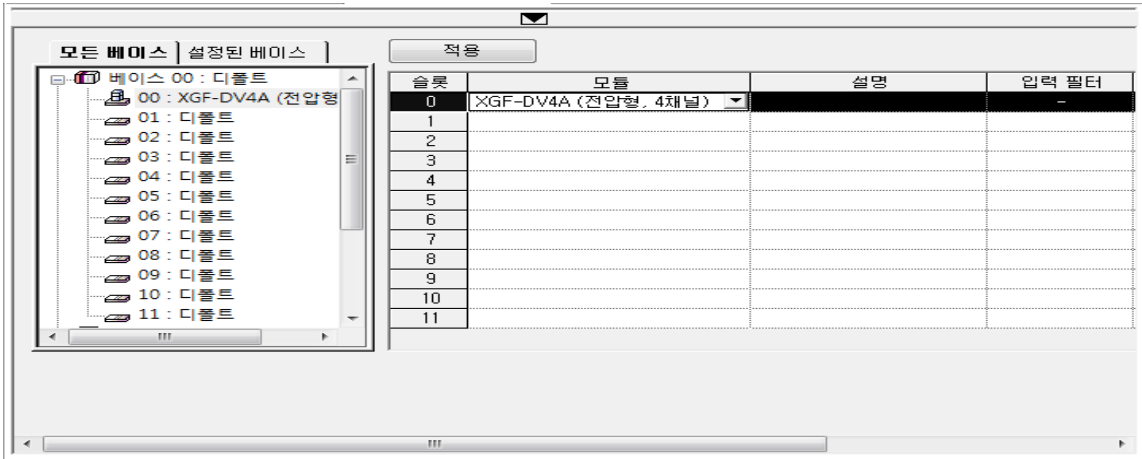 모든 베이스 설정된 베이스 적용
베이스 00 : 디폴트
00 : XGF-DV4A (전압형
01 : 디폴트
02 : 디폴트
03 : 디폴트
04 : 디폴트
05 : 디폴트
06 : 디폴트
07 : 디폴트
08 : 디폴트
09 : 디폴트
10 : 디폴트
11 : 디폴트
슬롯 모듈 설명 입력 필터
0 XGF-DV4A (전압형, 4채널) -
1
2
3
4
5
6
7
8
9
10
11